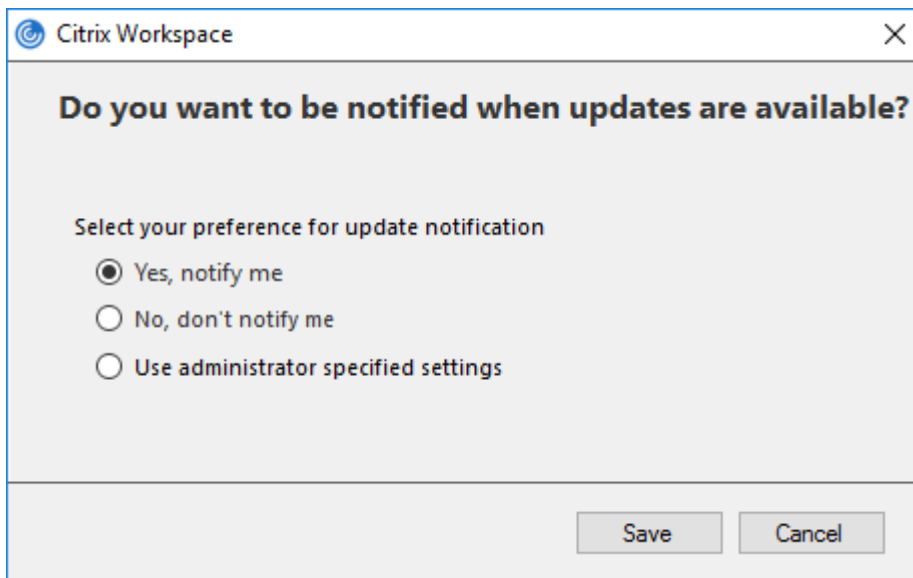 Citrix Workspace
Do you want to be notified when updates are available?
Select your preference for update notification
Yes, notify me
No, don't notify me
Use administrator specified settings
Save Cancel